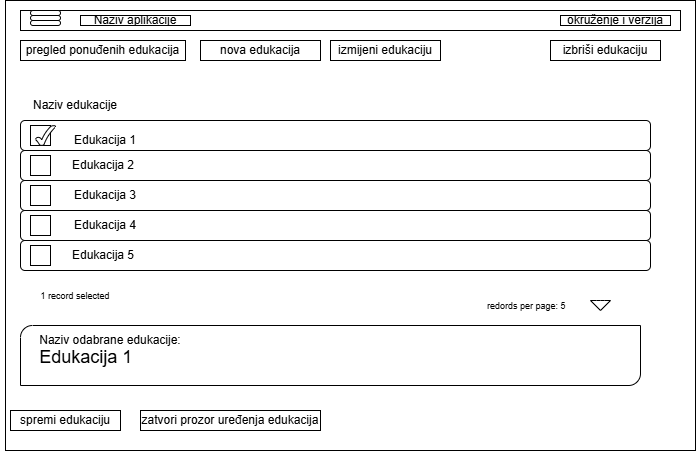 Naziv aplikacije
okruženje i verzija
pregled ponuđenih edukacija
nova edukacija
izmijeni edukaciju
izbriši edukaciju
Naziv edukacije
Edukacija 1
Edukacija 2
Edukacija 3
Edukacija 4
Edukacija 5
1 record selected
redords per page: 5
Naziv odabrane edukacije:
Edukacija 1
spremi edukaciju
zatvori prozor uređenja edukacija